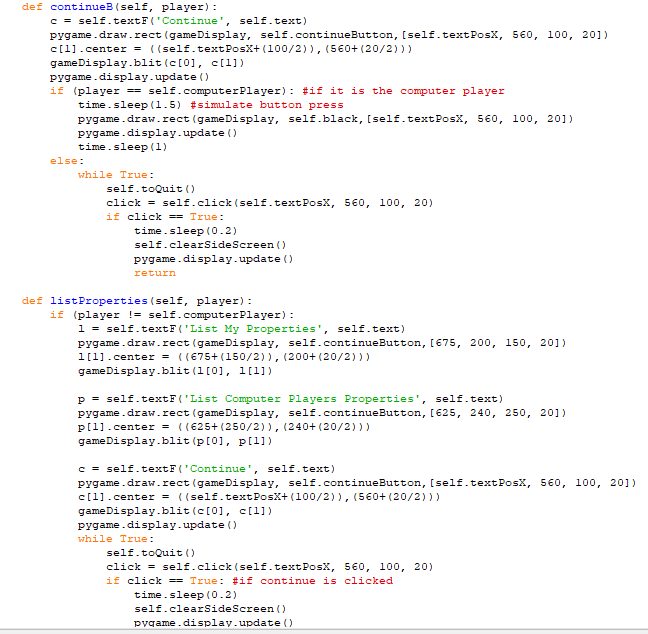 def continueB(self, player):
    c = self.textF('Continue', self.text)
    pygame.draw.rect(gameDisplay, self.continueButton,[self.textPosX, 560, 100, 20])
    c[1].center = ((self.textPosX+(100/2)),(560+(20/2)))
    gameDisplay.blit(c[0], c[1])
    pygame.display.update()
    if (player == self.computerPlayer): #if it is the computer player
        time.sleep(1.5) #simulate button press
        pygame.draw.rect(gameDisplay, self.black,[self.textPosX, 560, 100, 20])
        pygame.display.update()
        time.sleep(1)
    else:
        while True:
            self.toQuit()
            click = self.click(self.textPosX, 560, 100, 20)
            if click == True:
                time.sleep(0.2)
                self.clearSideScreen()
                pygame.display.update()
                return
def listProperties(self, player):
    if (player != self.computerPlayer):
        l = self.textF('List My Properties', self.text)
        pygame.draw.rect(gameDisplay, self.continueButton,[675, 200, 150, 20])
        l[1].center = ((675+(150/2)),(200+(20/2)))
        gameDisplay.blit(l[0], l[1])
        p = self.textF('List Computer Players Properties', self.text)
        pygame.draw.rect(gameDisplay, self.continueButton,[625, 240, 250, 20])
        p[1].center = ((625+(250/2)),(240+(20/2)))
        gameDisplay.blit(p[0], p[1])
        c = self.textF('Continue', self.text)
        pygame.draw.rect(gameDisplay, self.continueButton,[self.textPosX, 560, 100, 20])
        c[1].center = ((self.textPosX+(100/2)),(560+(20/2)))
        gameDisplay.blit(c[0], c[1])
        pygame.display.update()
        while True:
            self.toQuit()
            click = self.click(self.textPosX, 560, 100, 20)
            if click == True: #if continue is clicked
                time.sleep(0.2)
                self.clearSideScreen()
                pygame.display.update()